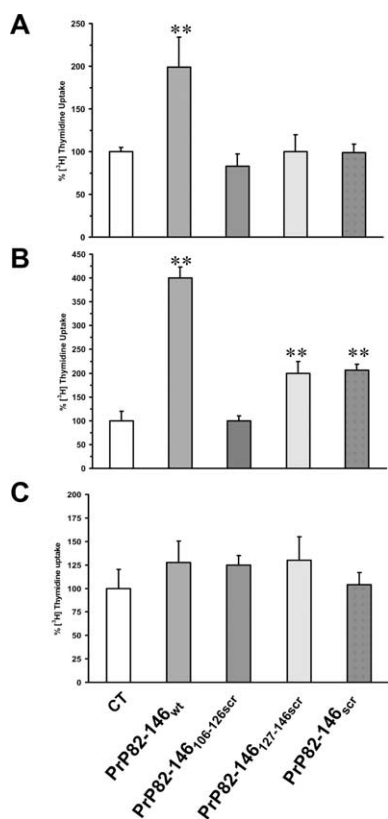 A
% [³H] Thymidine Uptake
250
200
150
100
50
0
**
B
% [³H] Thymidine Uptake
450
400
350
300
250
200
150
100
50
0
**
**
**
C
% [³H] Thymidine uptake
150
125
100
75
50
25
0
CT
PrP82-146wt
PrP82-146106-126scr
PrP82-146127-146scr
PrP82-146scr